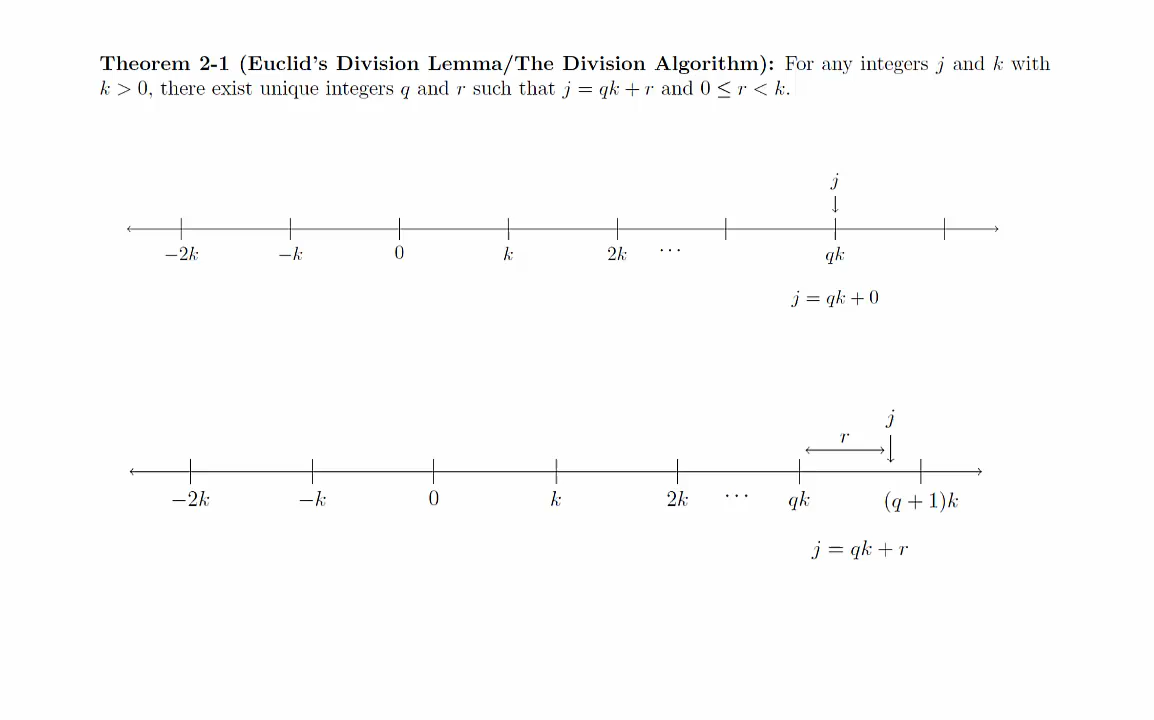 Theorem 2-1 (Euclid's Division Lemma/The Division Algorithm): For any integers j and k with
k > 0, there exist unique integers q and r such that j = qk + r and 0 ≤ r < k.
j
↓
−2k −k 0 k 2k ··· qk
j = qk + 0
j
r
−2k −k 0 k 2k ··· qk (q + 1)k
j = qk + r